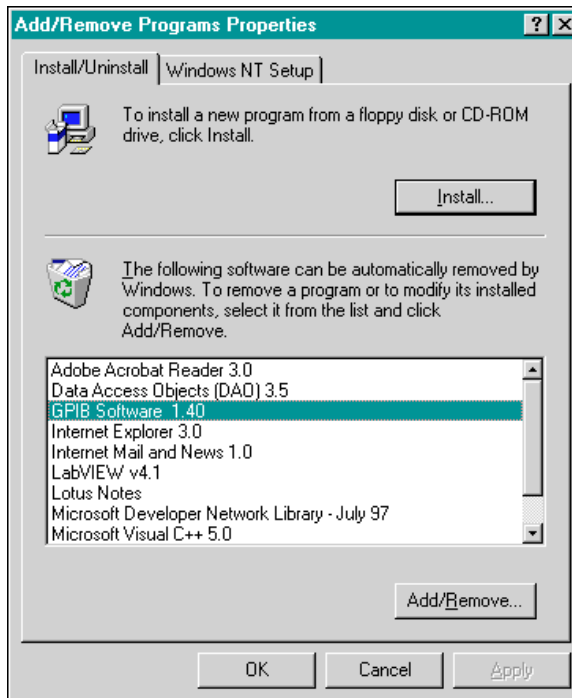 Add/Remove Programs Properties
Install/Uninstall
Windows NT Setup
To install a new program from a floppy disk or CD-ROM
drive, click Install.
Install...
The following software can be automatically removed by
Windows. To remove a program or to modify its installed
components, select it from the list and click
Add/Remove.
Adobe Acrobat Reader 3.0
Data Access Objects (DAO) 3.5
GPIB Software 1.40
Internet Explorer 3.0
Internet Mail and News 1.0
LabVIEW v4.1
Lotus Notes
Microsoft Developer Network Library - July 97
Microsoft Visual C++ 5.0
Add/Remove...
OK
Cancel
Apply